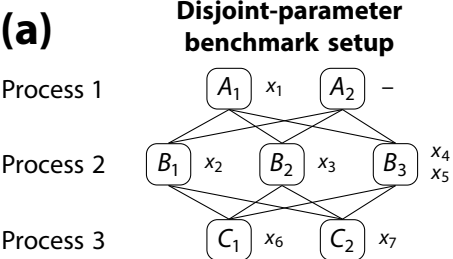 (a)
Disjoint-parameter
benchmark setup
Process 1 A₁ x₁ A₂ –
Process 2 B₁ x₂ B₂ x₃ B₃ x₄
x₅
Process 3 C₁ x₆ C₂ x₇